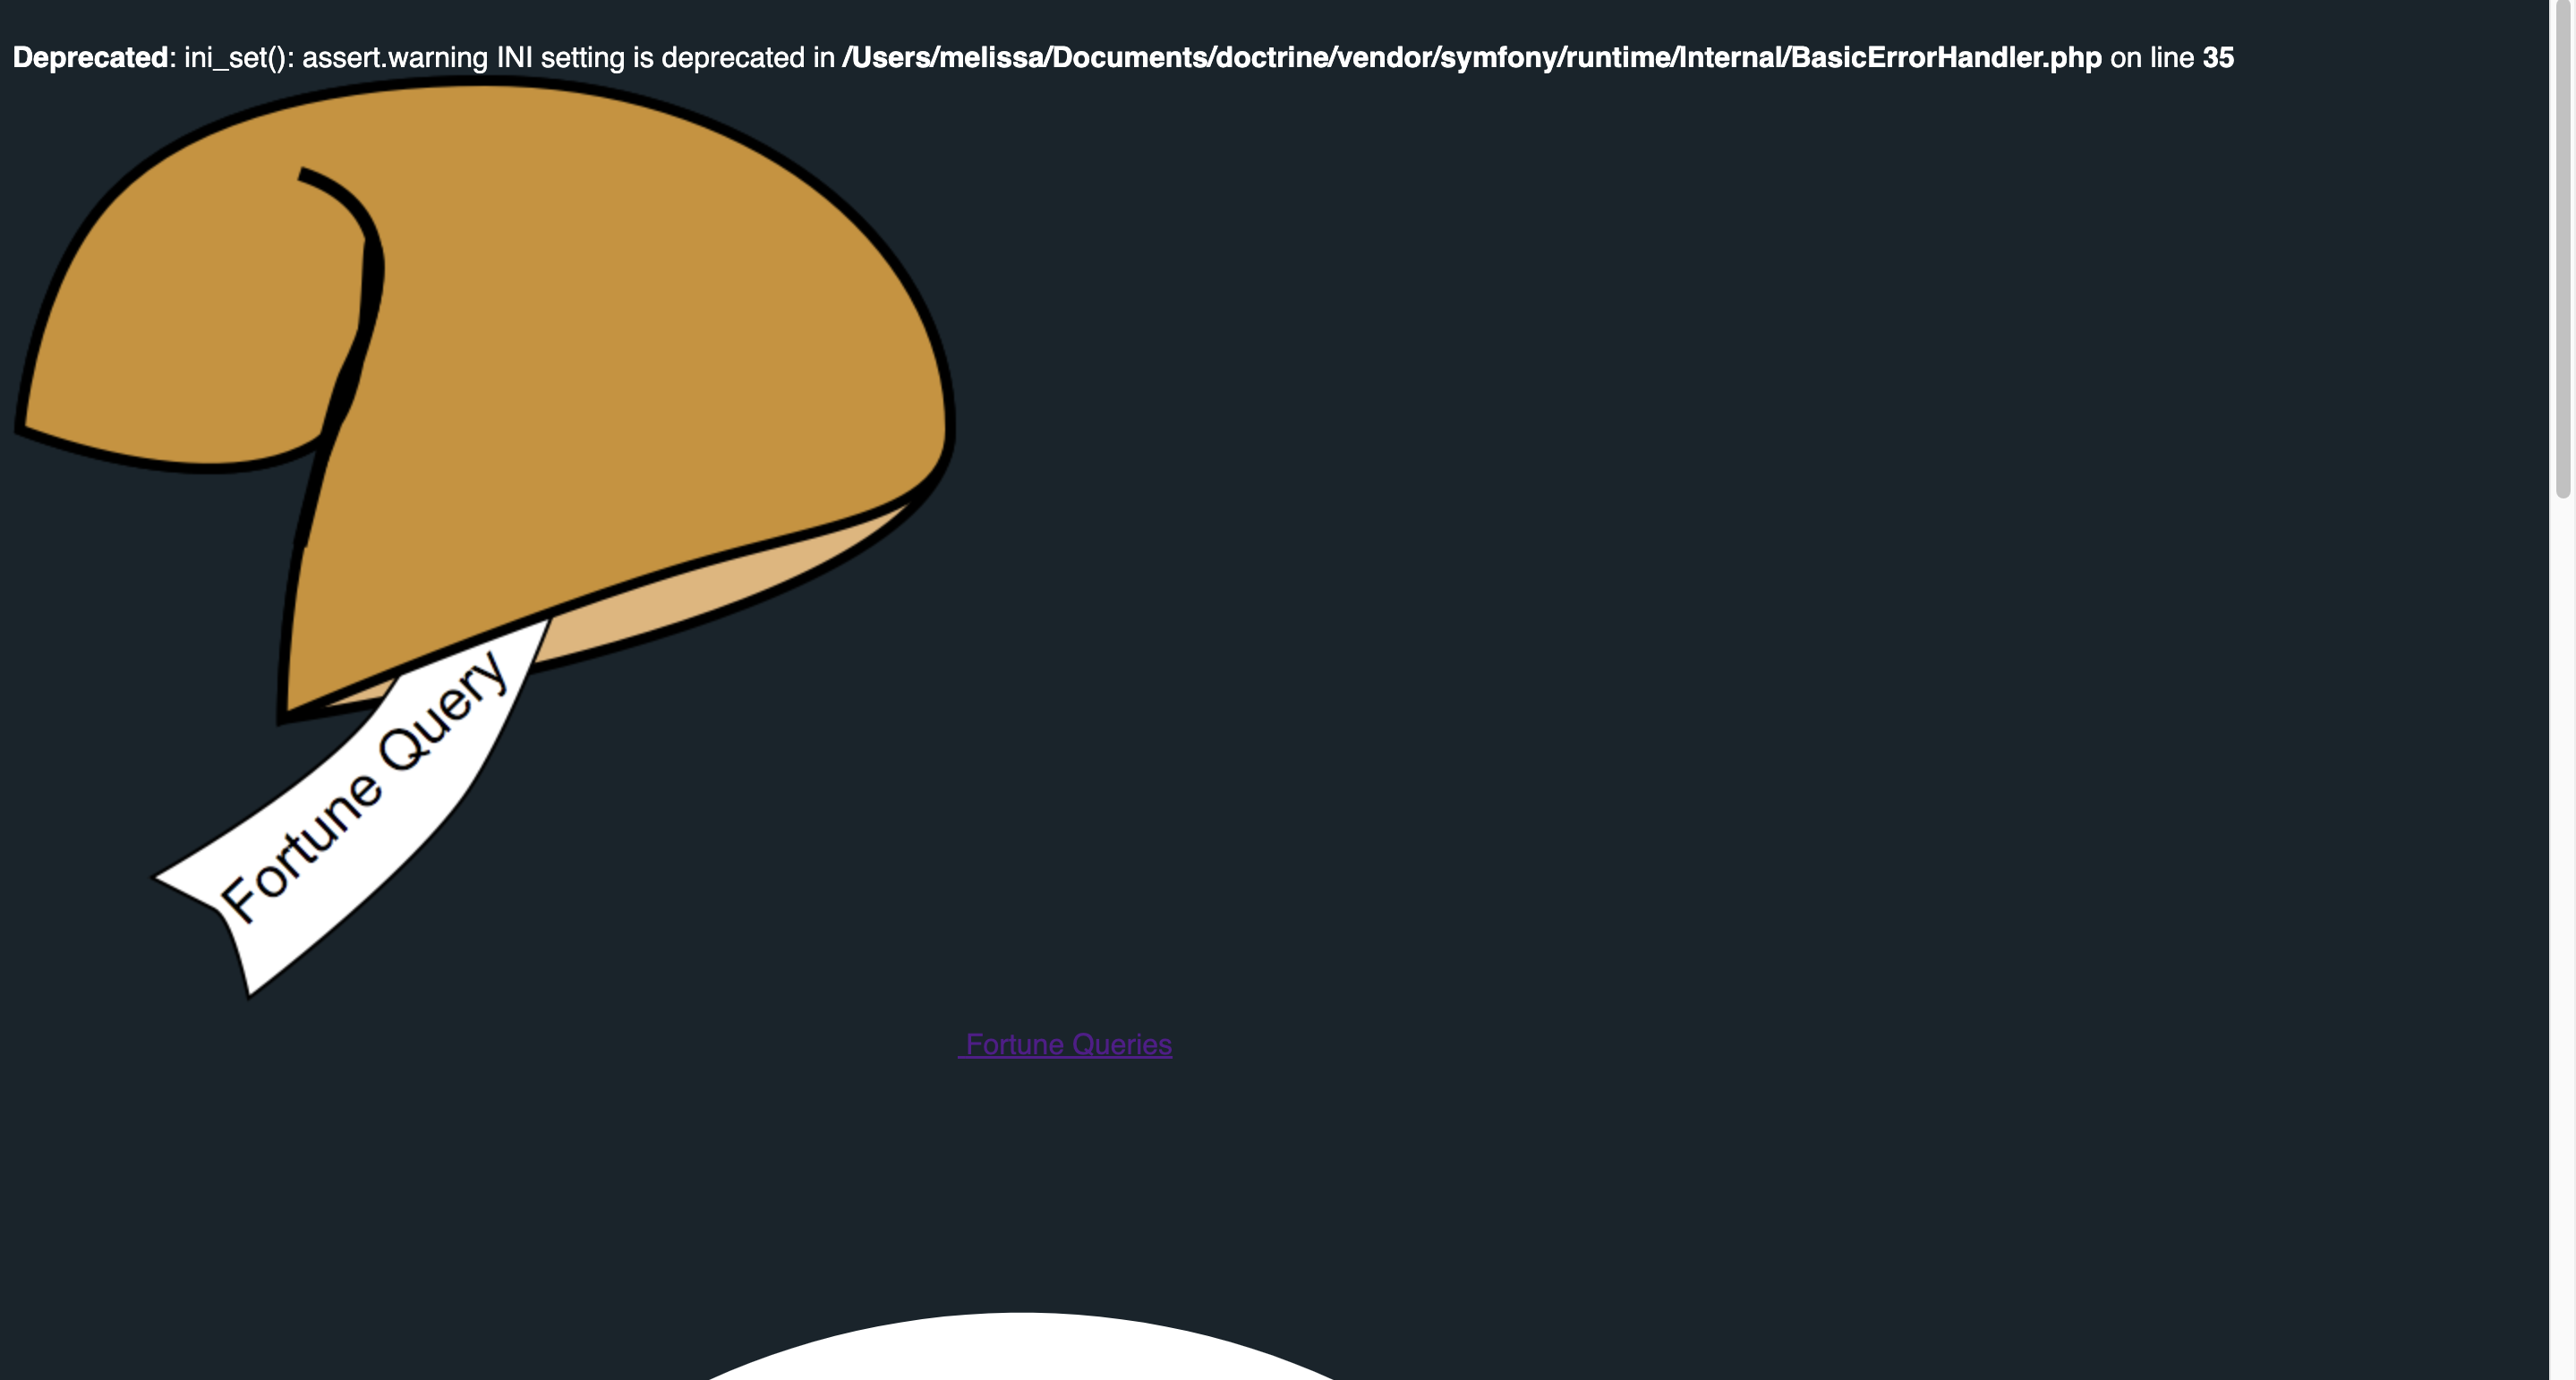 Deprecated: ini_set(): assert.warning INI setting is deprecated in /Users/melissa/Documents/doctrine/vendor/symfony/runtime/Internal/BasicErrorHandler.php on line 35
Fortune Query
Fortune Queries